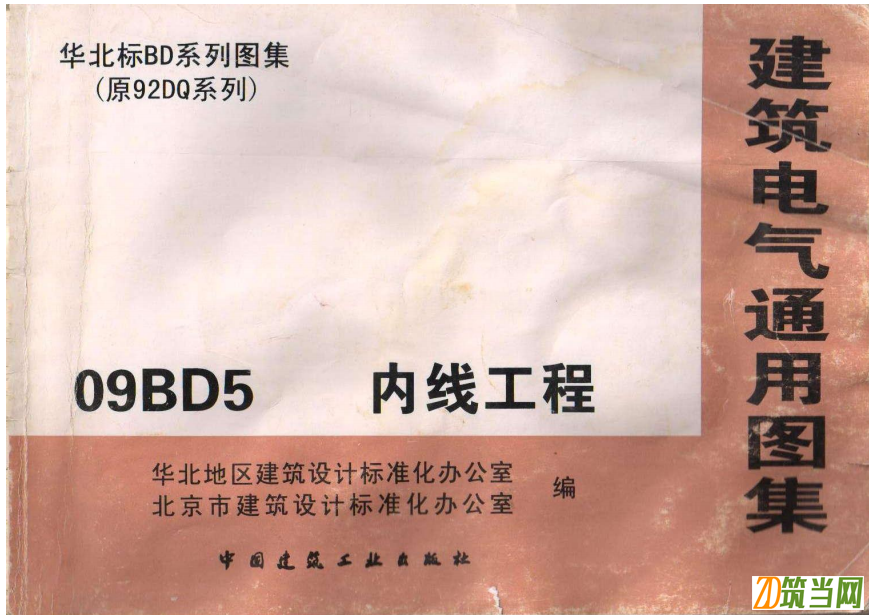 华北标BD系列图集
(原92DQ系列)
建筑电气通用图集
09BD5 内线工程
华北地区建筑设计标准化办公室
北京市建筑设计标准化办公室
编
中国建筑工业出版社
ZD筑当网